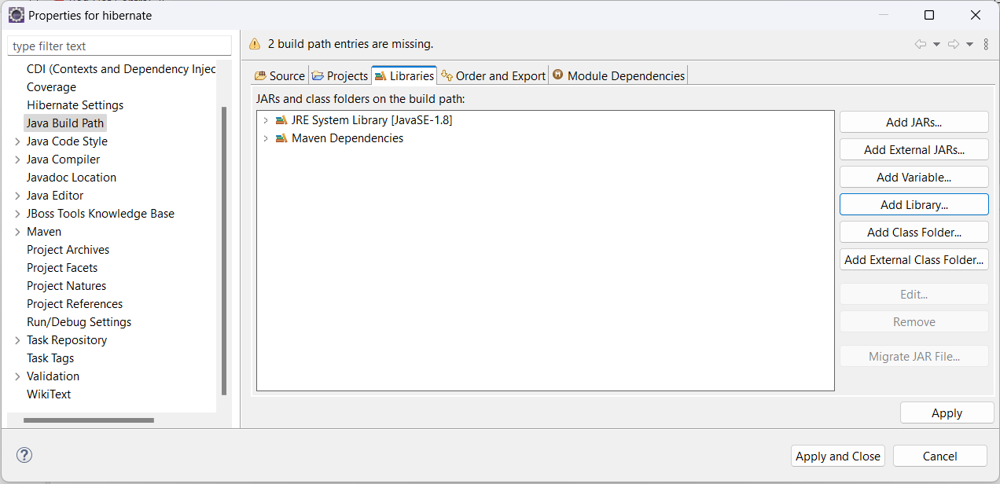 Properties for hibernate
type filter text
CDI (Contexts and Dependency Injec
Coverage
Hibernate Settings
Java Build Path
Java Code Style
Java Compiler
Javadoc Location
Java Editor
JBoss Tools Knowledge Base
Maven
Project Archives
Project Facets
Project Natures
Project References
Run/Debug Settings
Task Repository
Task Tags
Validation
WikiText
2 build path entries are missing.
Source Projects Libraries Order and Export Module Dependencies
JARs and class folders on the build path:
JRE System Library [JavaSE-1.8]
Maven Dependencies
Add JARs...
Add External JARs...
Add Variable...
Add Library...
Add Class Folder...
Add External Class Folder...
Edit...
Remove
Migrate JAR File...
Apply
Apply and Close Cancel